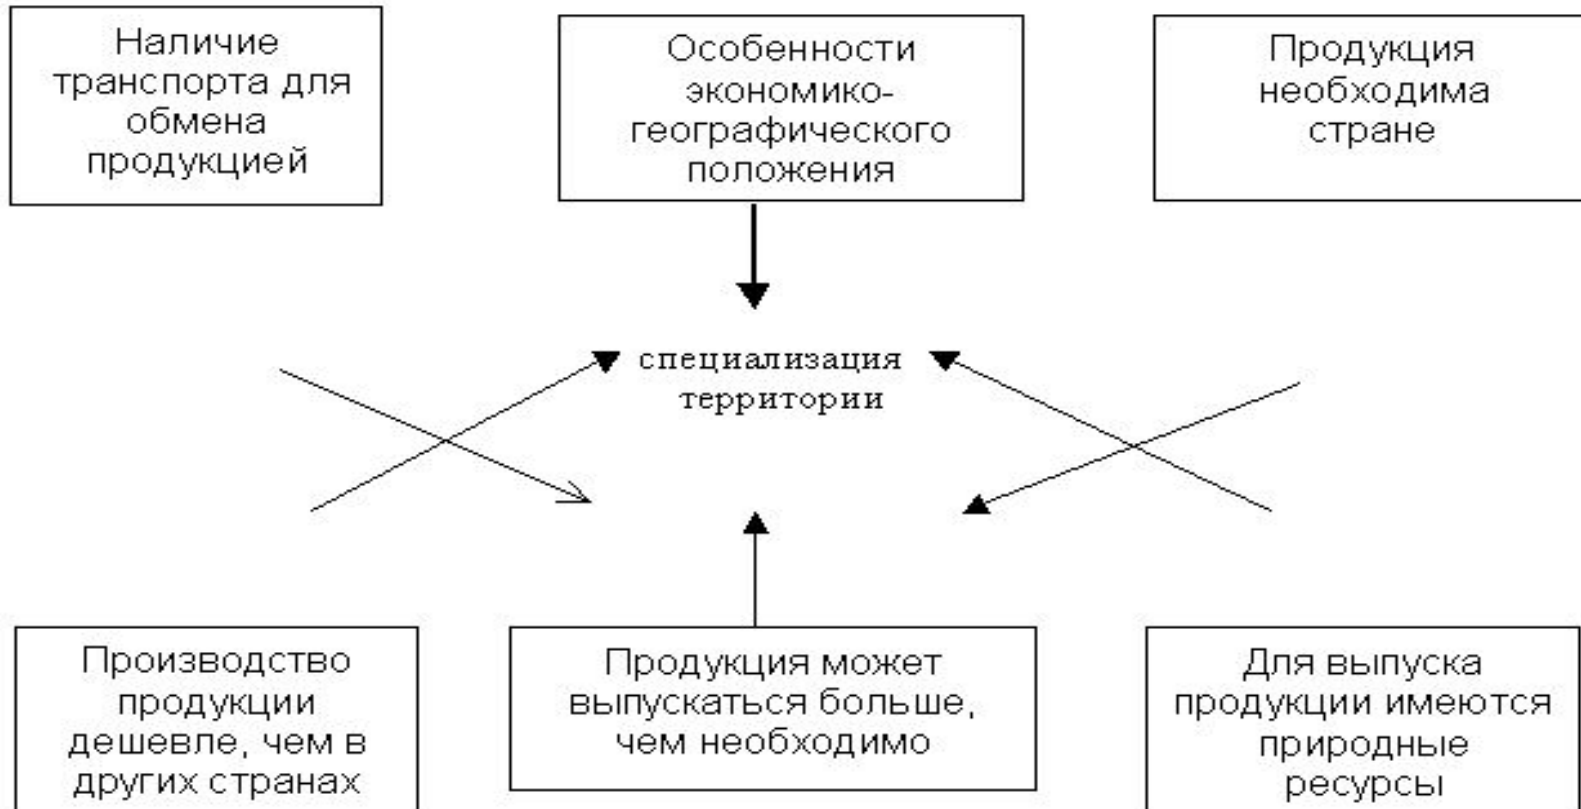 Наличие
транспорта для
обмена
продукцией
Особенности
экономико-
географического
положения
Продукция
необходима
стране
специализация
территории
Производство
продукции
дешевле, чем в
других странах
Продукция может
выпускаться больше,
чем необходимо
Для выпуска
продукции имеются
природные
ресурсы